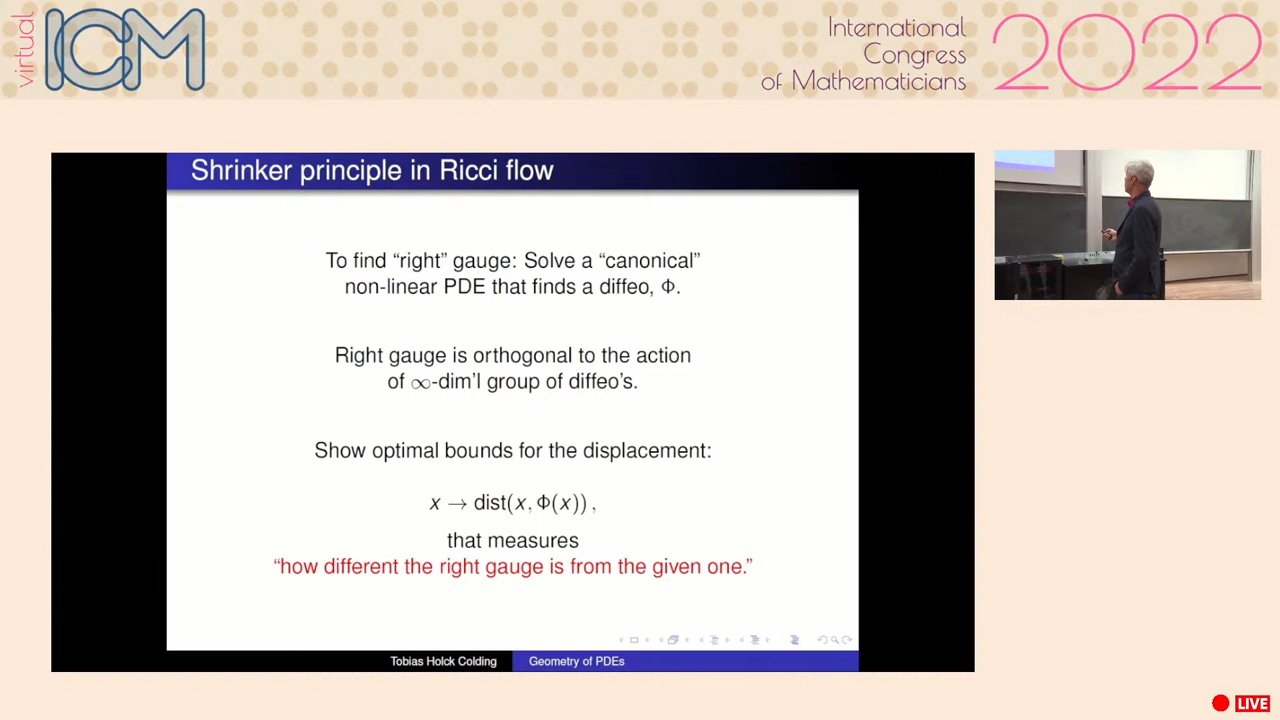 virtual
ICM
International
Congress
of Mathematicians
2022
Shrinker principle in Ricci flow
To find “right” gauge: Solve a “canonical”
non-linear PDE that finds a diffeo, Φ.
Right gauge is orthogonal to the action
of ∞-dim’l group of diffeo’s.
Show optimal bounds for the displacement:
x → dist(x, Φ(x)) ,
that measures
“how different the right gauge is from the given one.”
Tobias Holck Colding
Geometry of PDEs
LIVE